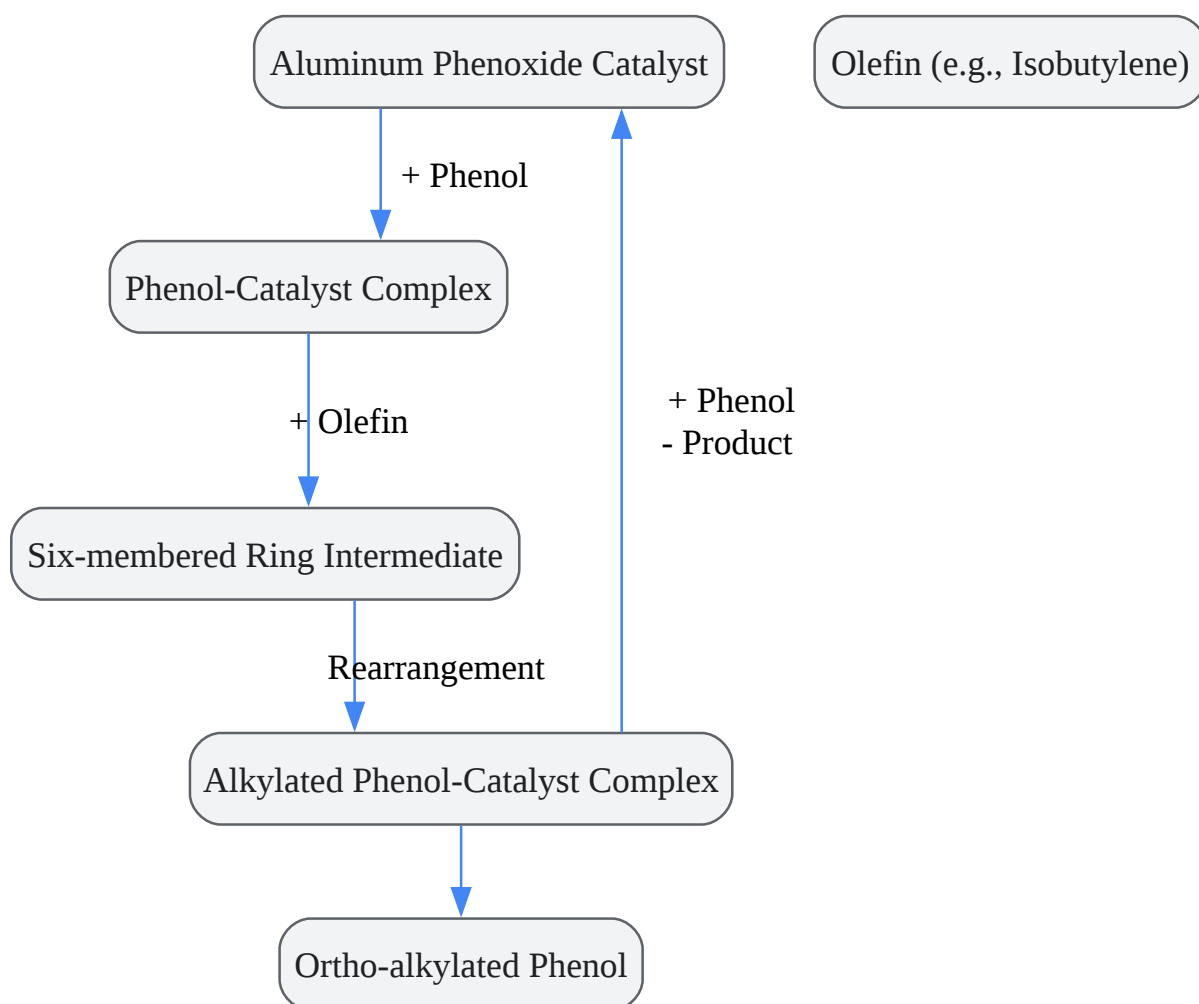 Aluminum Phenoxide Catalyst
Olefin (e.g., Isobutylene)
+ Phenol
Phenol-Catalyst Complex
+ Olefin
+ Phenol
- Product
Six-membered Ring Intermediate
Rearrangement
Alkylated Phenol-Catalyst Complex
Ortho-alkylated Phenol